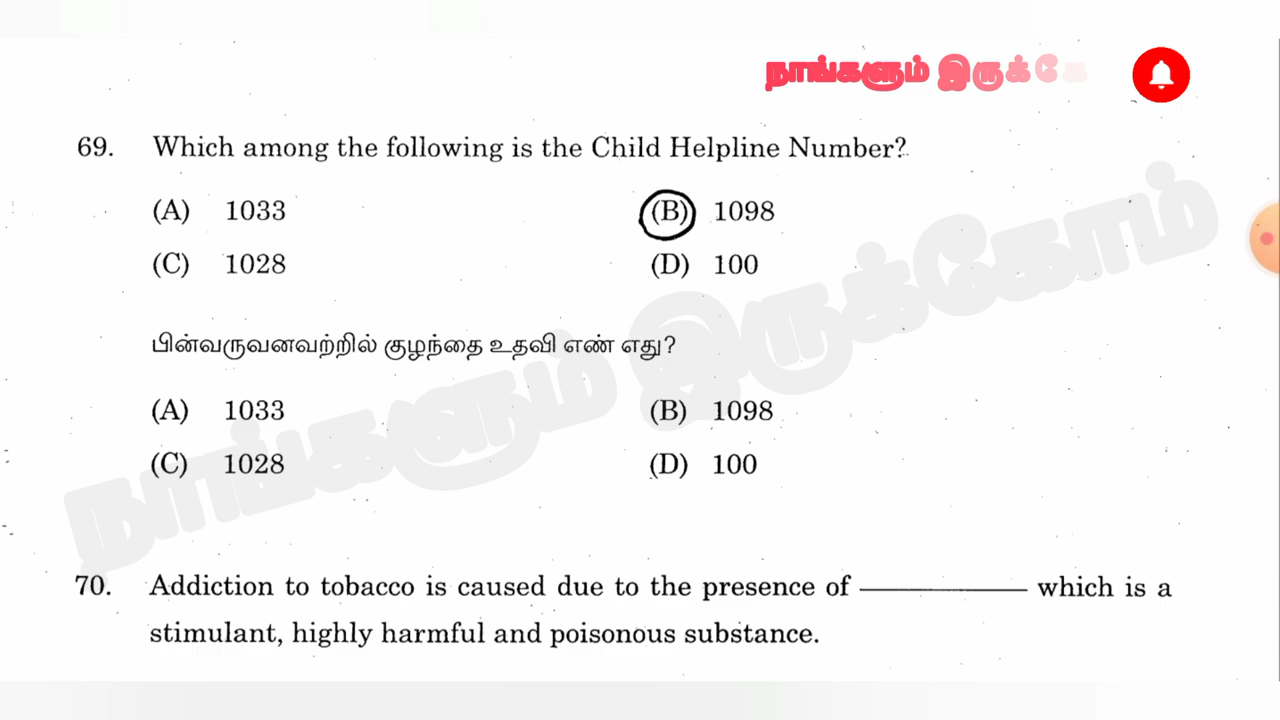 நாங்களும் இருக்கே
69. Which among the following is the Child Helpline Number?
(A) 1033 (B) 1098
(C) 1028 (D) 100
பின்வருவனவற்றில் குழந்தை உதவி எண் எது?
(A) 1033 (B) 1098
(C) 1028 (D) 100
நாங்களும் இருக்கோம்
70. Addiction to tobacco is caused due to the presence of ———— which is a
stimulant, highly harmful and poisonous substance.